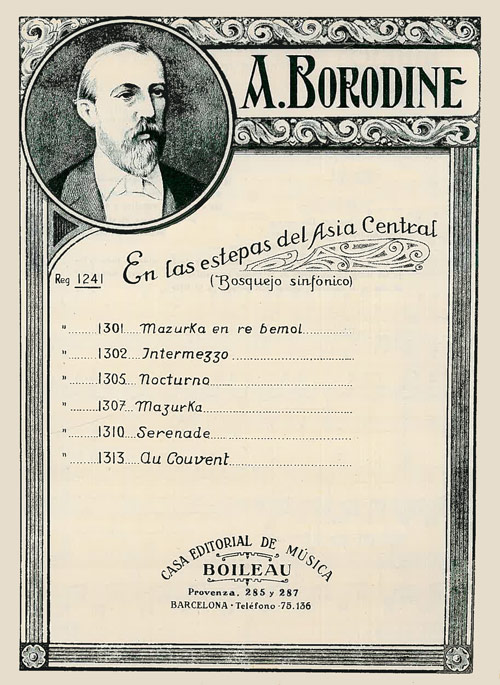 A. BORODINE
En las estepas del Asia Central
Reg 1241
(Bosquejo sinfónico)
" ........ 1301.... Mazurka en re bemol............
" ........ 1302.... Intermezzo ............................
" ........ 1305.... Nocturno................................
" ........ 1307.... Mazurka..................................
" ........ 1310.... Serenade...............................
" ........ 1313.... Au Couvent............................
CASA EDITORIAL DE MÚSICA
BOILEAU
Provenza, 285 y 287
BARCELONA - Teléfono - 75.136